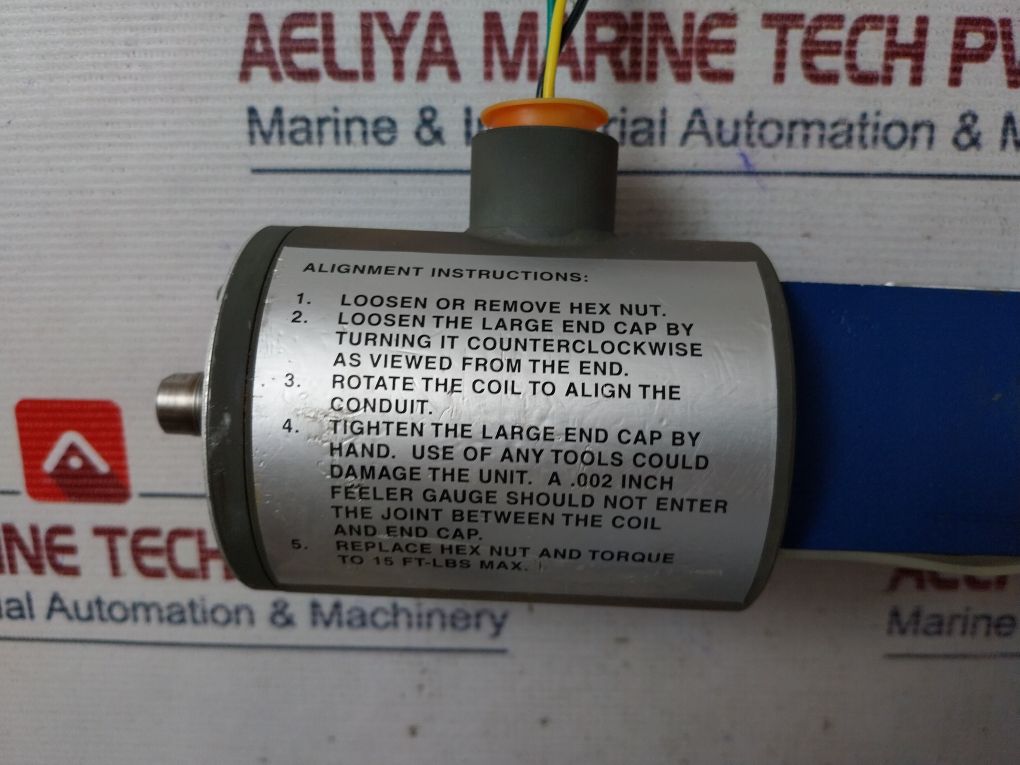 AELIYA MARINE TECH PV
Marine & I rial Automation & M
ALIGNMENT INSTRUCTIONS:
1. LOOSEN OR REMOVE HEX NUT.
2. LOOSEN THE LARGE END CAP BY
TURNING IT COUNTERCLOCKWISE
AS VIEWED FROM THE END.
3. ROTATE THE COIL TO ALIGN THE
CONDUIT.
4. TIGHTEN THE LARGE END CAP BY
HAND. USE OF ANY TOOLS COULD
DAMAGE THE UNIT. A .002 INCH
FEELER GAUGE SHOULD NOT ENTER
THE JOINT BETWEEN THE COIL
AND END CAP.
5. REPLACE HEX NUT AND TORQUE
TO 15 FT-LBS MAX.
INE TECH
ial Automation & Machinery
Marine